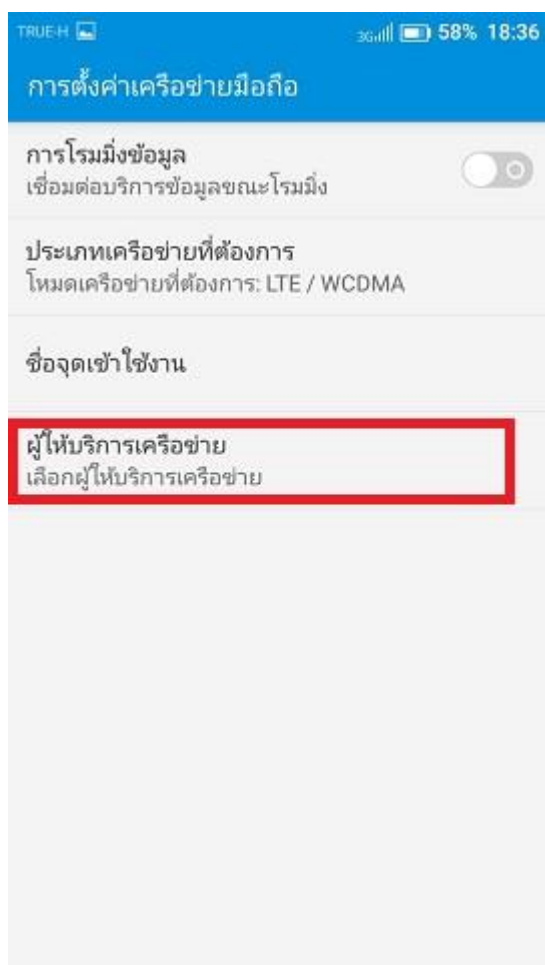 TRUE-H 3G 58% 18:36
การตั้งค่าเครือข่ายมือถือ
การโรมมิ่งข้อมูล
เชื่อมต่อบริการข้อมูลขณะโรมมิ่ง
ประเภทเครือข่ายที่ต้องการ
โหมดเครือข่ายที่ต้องการ: LTE / WCDMA
ชื่อจุดเข้าใช้งาน
ผู้ให้บริการเครือข่าย
เลือกผู้ให้บริการเครือข่าย